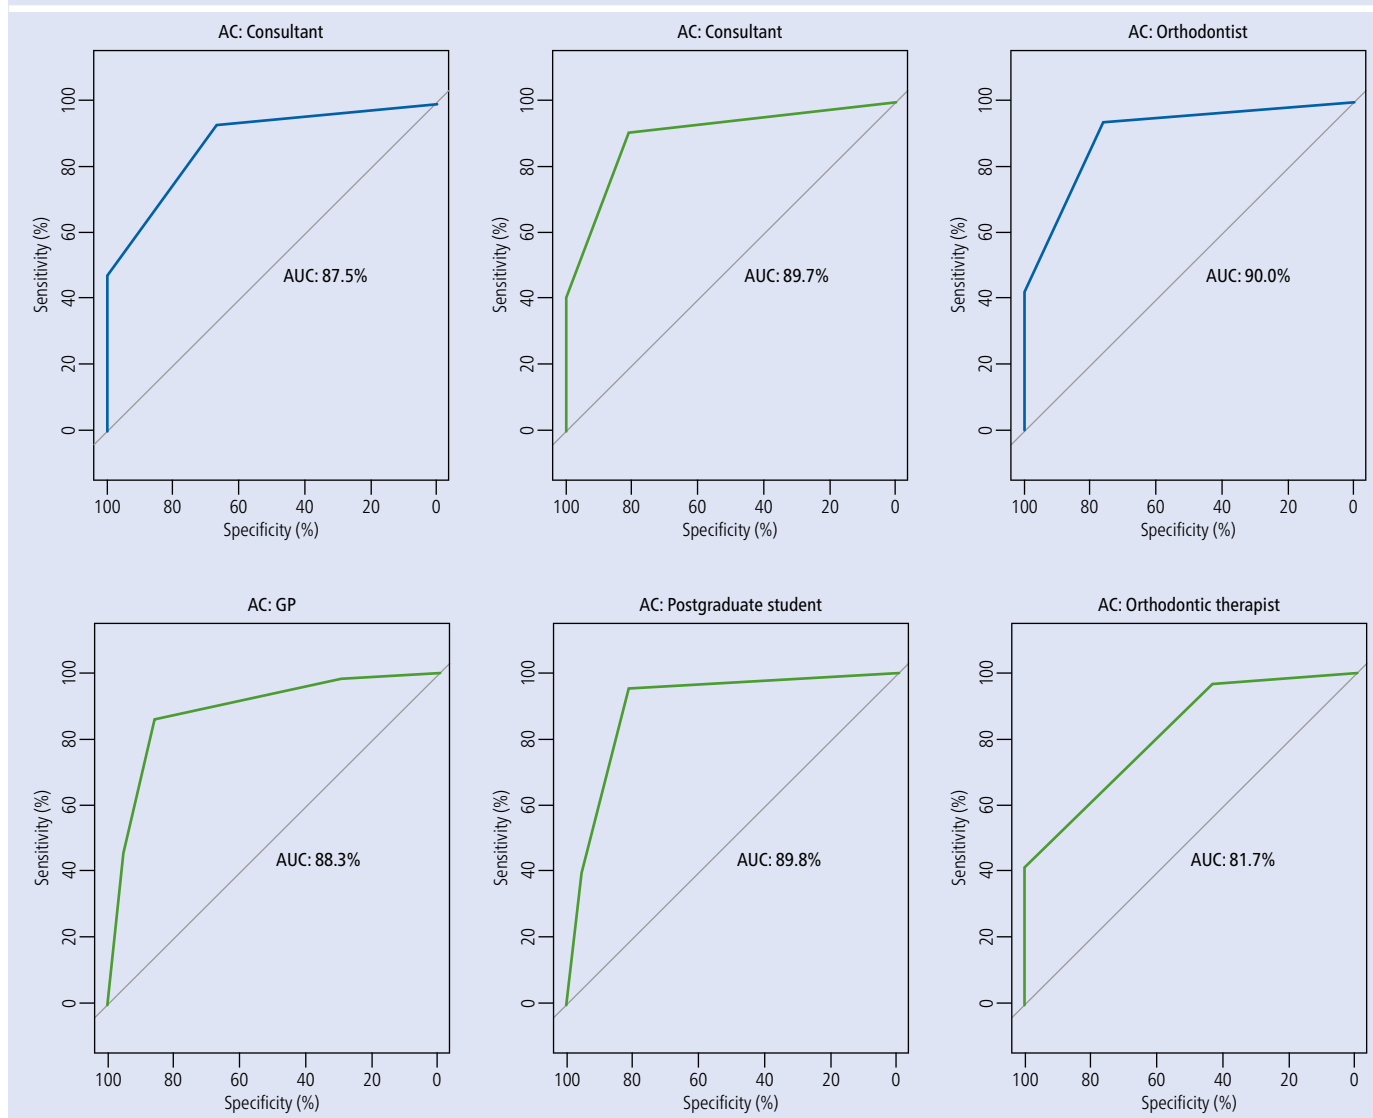 AC: Consultant
Sensitivity (%)
100
80
60
40
20
0
AUC: 87.5%
100 80 60 40 20 0
Specificity (%)
AC: Consultant
Sensitivity (%)
100
80
60
40
20
0
AUC: 89.7%
100 80 60 40 20 0
Specificity (%)
AC: Orthodontist
Sensitivity (%)
100
80
60
40
20
0
AUC: 90.0%
100 80 60 40 20 0
Specificity (%)
AC: GP
Sensitivity (%)
100
80
60
40
20
0
AUC: 88.3%
100 80 60 40 20 0
Specificity (%)
AC: Postgraduate student
Sensitivity (%)
100
80
60
40
20
0
AUC: 89.8%
100 80 60 40 20 0
Specificity (%)
AC: Orthodontic therapist
Sensitivity (%)
100
80
60
40
20
0
AUC: 81.7%
100 80 60 40 20 0
Specificity (%)